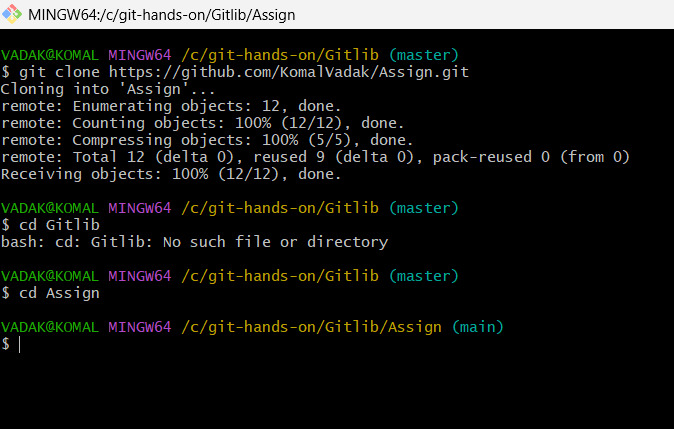 MINGW64:/c/git-hands-on/Gitlib/Assign
VADAK@KOMAL MINGW64 /c/git-hands-on/Gitlib (master)
$ git clone https://github.com/KomalVadak/Assign.git
Cloning into 'Assign'...
remote: Enumerating objects: 12, done.
remote: Counting objects: 100% (12/12), done.
remote: Compressing objects: 100% (5/5), done.
remote: Total 12 (delta 0), reused 9 (delta 0), pack-reused 0 (from 0)
Receiving objects: 100% (12/12), done.
VADAK@KOMAL MINGW64 /c/git-hands-on/Gitlib (master)
$ cd Gitlib
bash: cd: Gitlib: No such file or directory
VADAK@KOMAL MINGW64 /c/git-hands-on/Gitlib (master)
$ cd Assign
VADAK@KOMAL MINGW64 /c/git-hands-on/Gitlib/Assign (main)
$